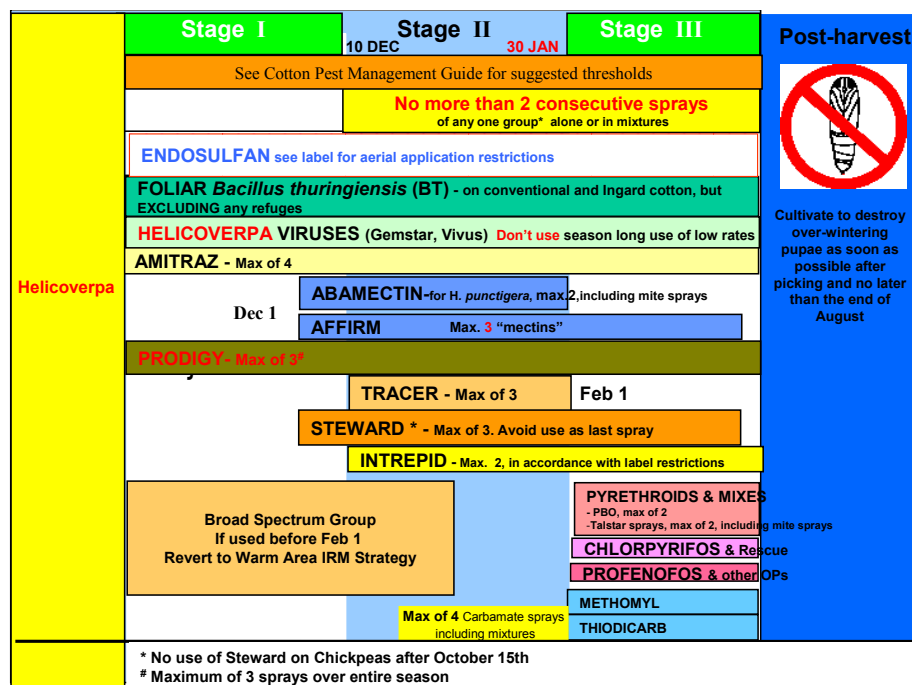 Stage I
Stage II
Stage III
10 DEC
30 JAN
Post-harvest
See Cotton Pest Management Guide for suggested thresholds
No more than 2 consecutive sprays
of any one group* alone or in mixtures
ENDOSULFAN see label for aerial application restrictions
FOLIAR Bacillus thuringiensis (BT) - on conventional and Ingard cotton, but
EXCLUDING any refuges
HELICOVERPA VIRUSES (Gemstar, Vivus) Don't use season long use of low rates
AMITRAZ - Max of 4
Helicoverpa
ABAMECTIN-for H. punctigera, max.2,including mite sprays
Dec 1
AFFIRM Max. 3 “mectins”
PRODIGY- Max of 3#
TRACER - Max of 3
Feb 1
STEWARD * - Max of 3. Avoid use as last spray
INTREPID - Max. 2, in accordance with label restrictions
Broad Spectrum Group
If used before Feb 1
Revert to Warm Area IRM Strategy
PYRETHROIDS & MIXES
- PBO, max of 2
-Talstar sprays, max of 2, including mite sprays
CHLORPYRIFOS & Rescue
PROFENOFOS & other OPs
METHOMYL
THIODICARB
Max of 4 Carbamate sprays
including mixtures
Cultivate to destroy
over-wintering
pupae as soon as
possible after
picking and no later
than the end of
August
* No use of Steward on Chickpeas after October 15th
# Maximum of 3 sprays over entire season